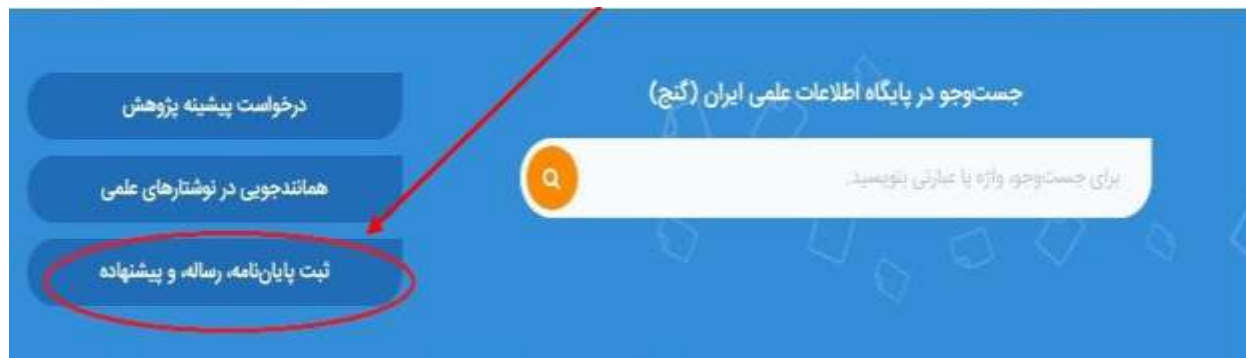 جست‌وجو در پایگاه اطلاعات علمی ایران (گنج)
برای جست‌وجو، واژه یا عبارتی بنویسید.
درخواست پیشینه پژوهش
همانندجویی در نوشتارهای علمی
ثبت پایان‌نامه، رساله، و پیشنهاده